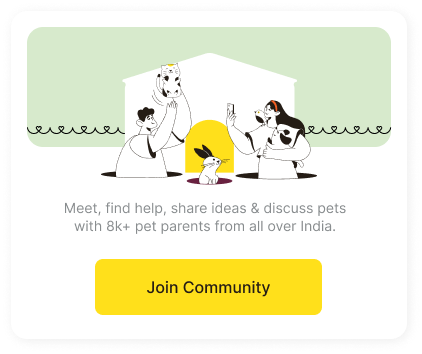 Meet, find help, share ideas & discuss pets
with 8k+ pet parents from all over India.
Join Community